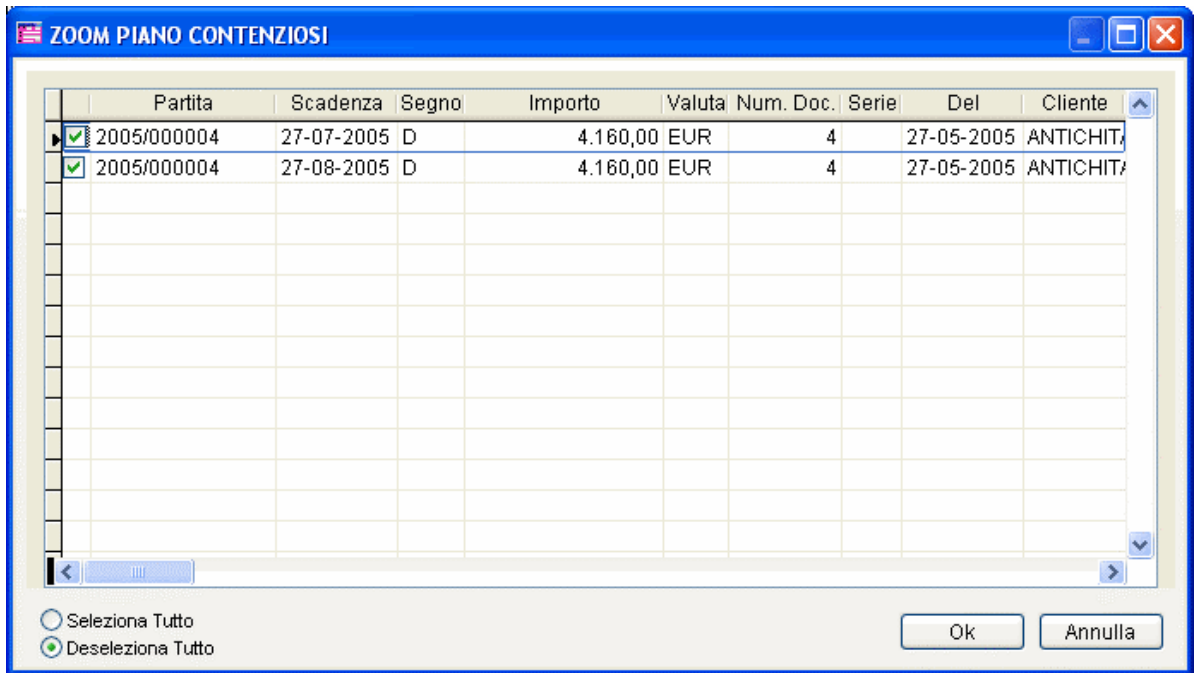 ZOOM PIANO CONTENZIOSI
Partita Scadenza Segno Importo Valuta Num. Doc. Serie Del Cliente
2005/000004 27-07-2005 D 4.160,00 EUR 4 27-05-2005 ANTICHITA
2005/000004 27-08-2005 D 4.160,00 EUR 4 27-05-2005 ANTICHITA
Seleziona Tutto
Deseleziona Tutto
Ok Annulla